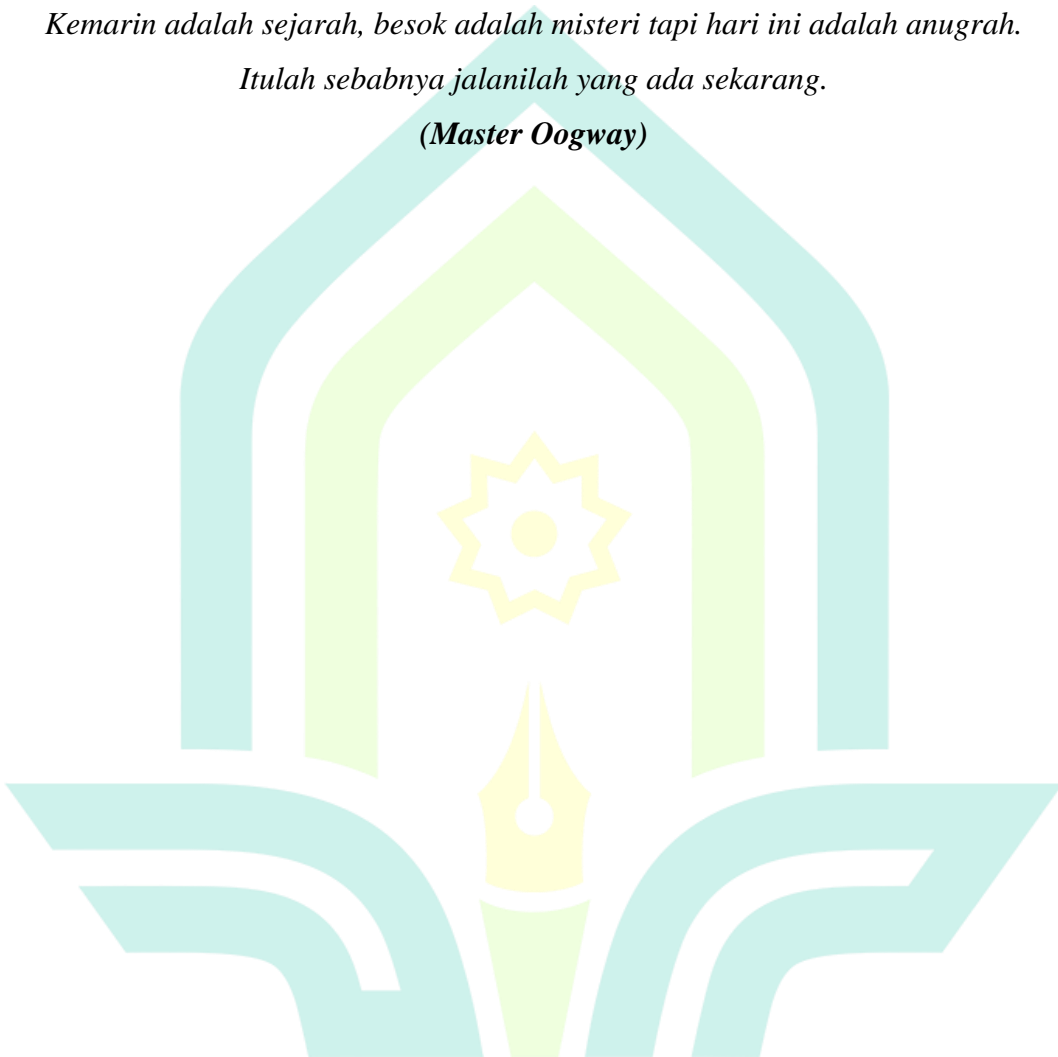 Kemarin adalah sejarah, besok adalah misteri tapi hari ini adalah anugrah.
Itulah sebabnya jalanilah yang ada sekarang.
(Master Oogway)